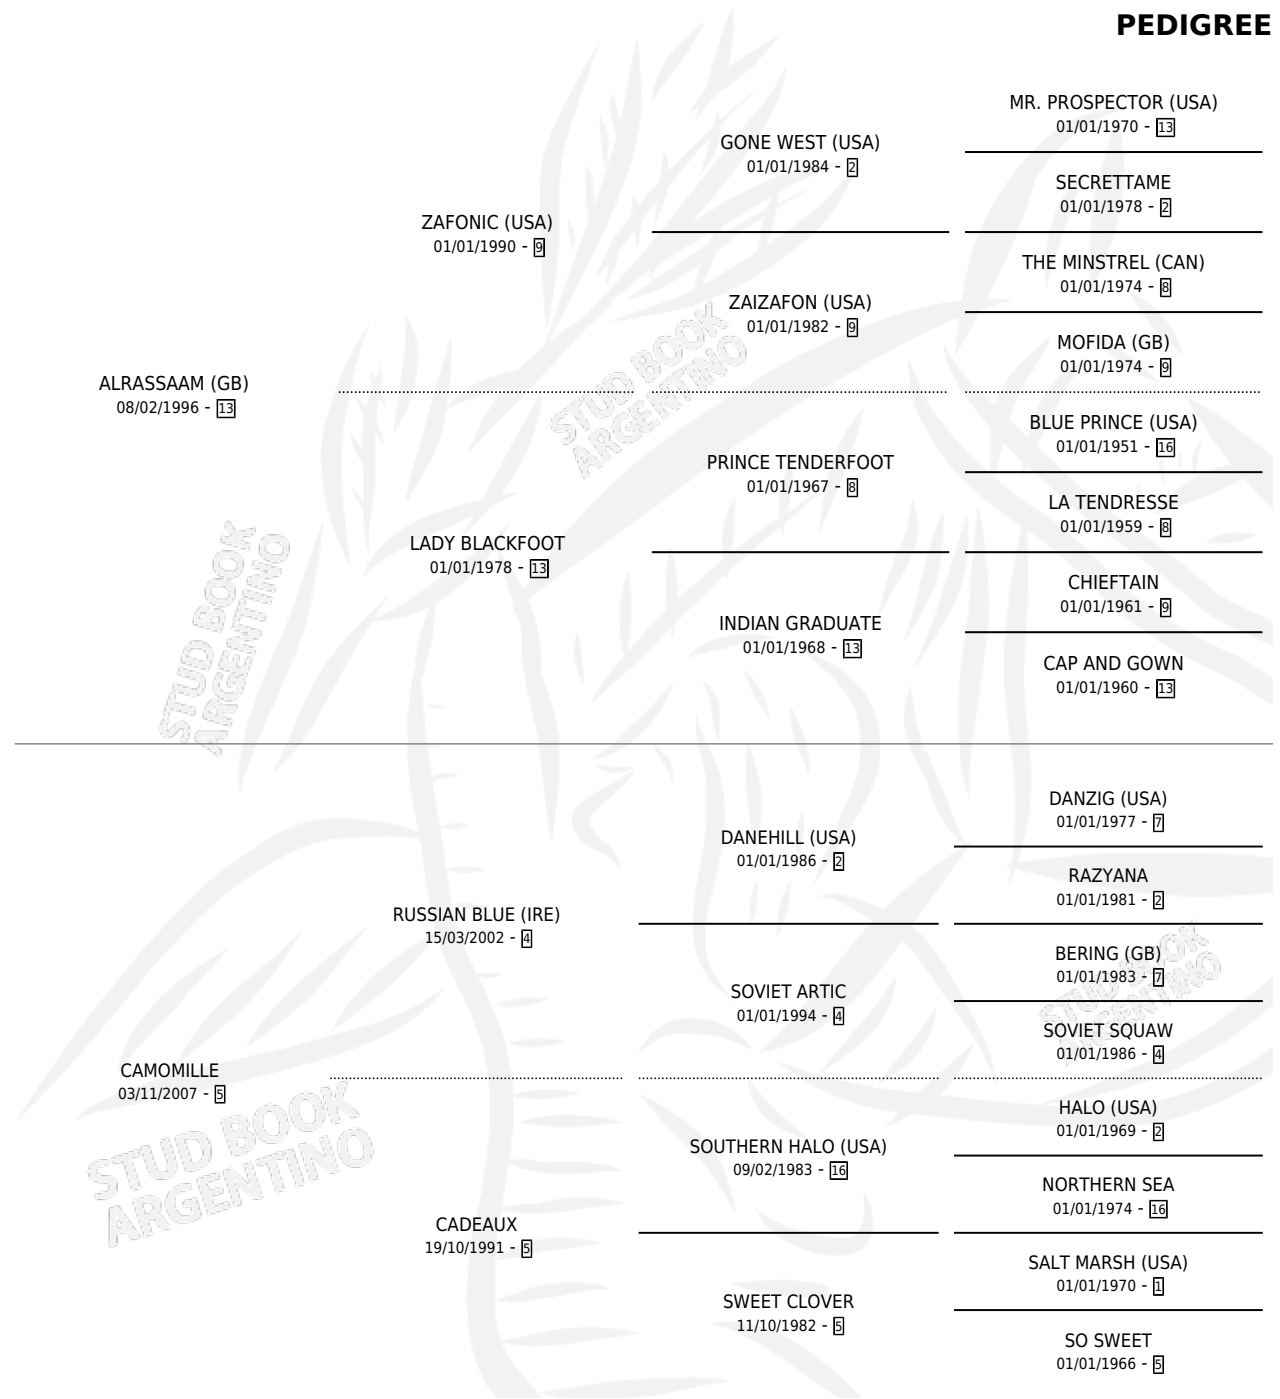 PEDIGREE
MR. PROSPECTOR (USA)
01/01/1970 - 13
GONE WEST (USA)
01/01/1984 - 2
SECRETTAME
01/01/1978 - 2
ZAFONIC (USA)
01/01/1990 - 9
THE MINSTREL (CAN)
01/01/1974 - 8
ZAIZAFON (USA)
01/01/1982 - 9
MOFIDA (GB)
01/01/1974 - 9
ALRASSAAM (GB)
08/02/1996 - 13
BLUE PRINCE (USA)
01/01/1951 - 16
PRINCE TENDERFOOT
01/01/1967 - 8
LA TENDRESSE
01/01/1959 - 8
LADY BLACKFOOT
01/01/1978 - 13
CHIEFTAIN
01/01/1961 - 9
INDIAN GRADUATE
01/01/1968 - 13
CAP AND GOWN
01/01/1960 - 13
DANZIG (USA)
01/01/1977 - 7
DANEHILL (USA)
01/01/1986 - 2
RAZYANA
01/01/1981 - 2
RUSSIAN BLUE (IRE)
15/03/2002 - 4
BERING (GB)
01/01/1983 - 7
SOVIET ARTIC
01/01/1994 - 4
SOVIET SQUAW
01/01/1986 - 4
CAMOMILLE
03/11/2007 - 5
HALO (USA)
01/01/1969 - 2
SOUTHERN HALO (USA)
09/02/1983 - 16
NORTHERN SEA
01/01/1974 - 16
CADEAUX
19/10/1991 - 5
SALT MARSH (USA)
01/01/1970 - 1
SWEET CLOVER
11/10/1982 - 5
SO SWEET
01/01/1966 - 5
STUD BOOK
ARGENTINO
STUD BOOK
ARGENTINO
STUD BOOK
ARGENTINO
STUD BOOK
ARGENTINO